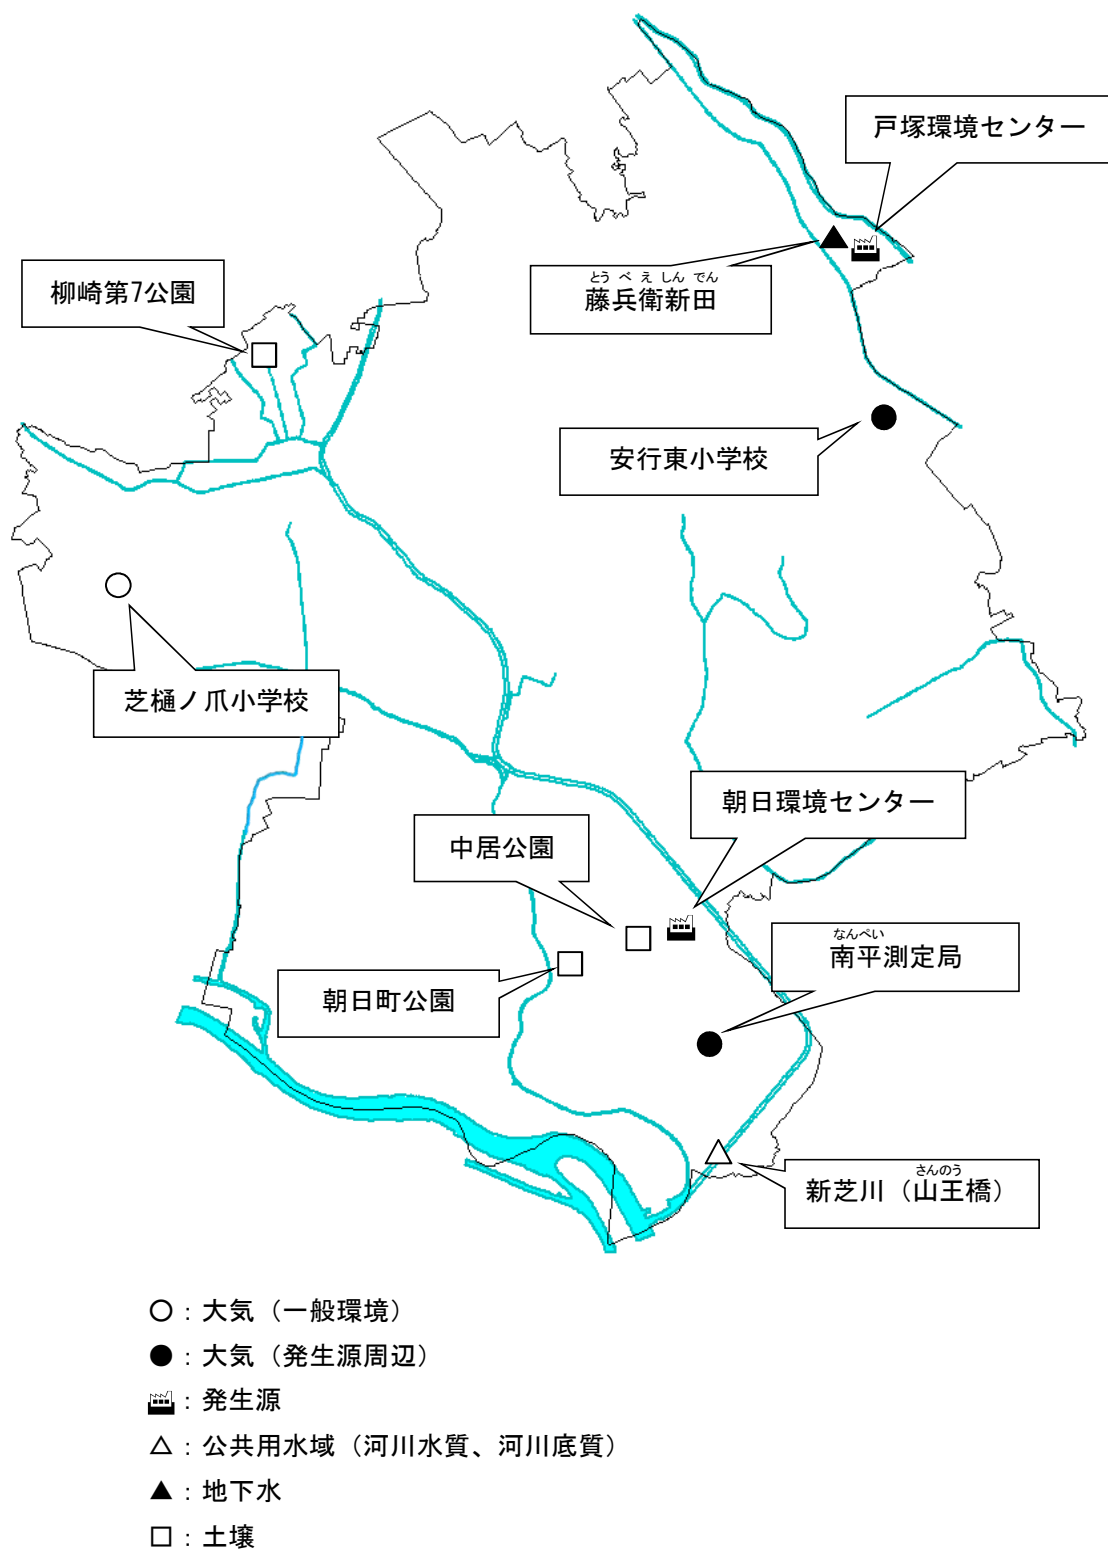 戸塚環境センター
とうべえしんでん
藤兵衛新田
柳崎第7公園
安行東小学校
芝樋ノ爪小学校
朝日環境センター
中居公園
なんぺい
南平測定局
朝日町公園
さんのう
新芝川（山王橋）
○：大気（一般環境）
●：大気（発生源周辺）
：発生源
△：公共用水域（河川水質、河川底質）
▲：地下水
□：土壌